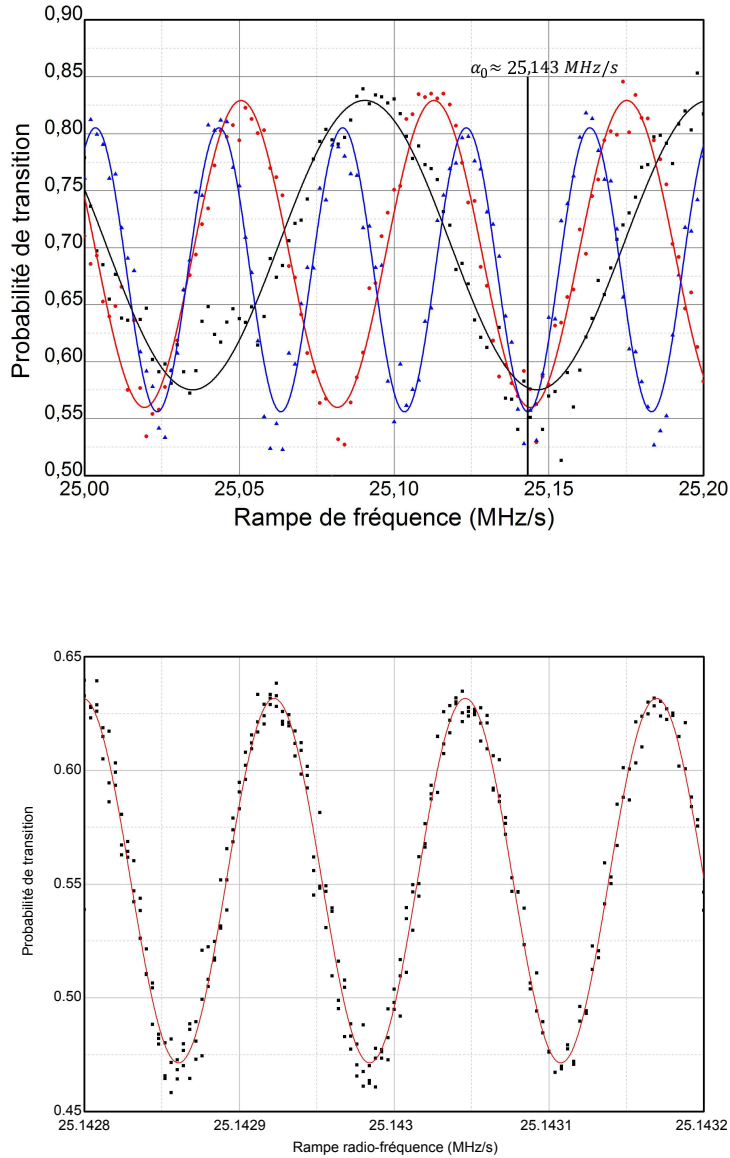 0,90
0,85
0,80
0,75
0,70
0,65
0,60
0,55
0,50
Probabilité de transition
α₀≈ 25,143 MHz/s
25,00 25,05 25,10 25,15 25,20
Rampe de fréquence (MHz/s)
0.65
0.60
0.55
0.50
0.45
Probabilité de transition
25.1428 25.1429 25.143 25.1431 25.1432
Rampe radio-fréquence (MHz/s)